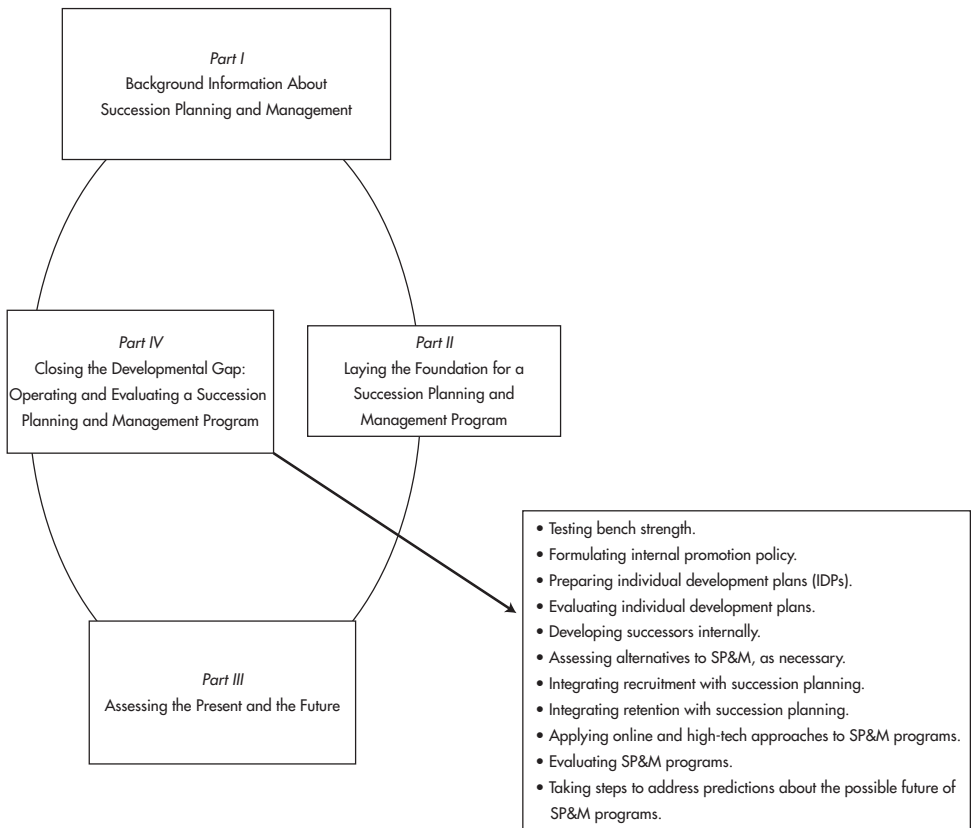 Part I
Background Information About
Succession Planning and Management
Part IV
Closing the Developmental Gap:
Operating and Evaluating a Succession
Planning and Management Program
Part II
Laying the Foundation for a
Succession Planning and
Management Program
Part III
Assessing the Present and the Future
• Testing bench strength.
• Formulating internal promotion policy.
• Preparing individual development plans (IDPs).
• Evaluating individual development plans.
• Developing successors internally.
• Assessing alternatives to SP&M, as necessary.
• Integrating recruitment with succession planning.
• Integrating retention with succession planning.
• Applying online and high-tech approaches to SP&M programs.
• Evaluating SP&M programs.
• Taking steps to address predictions about the possible future of
SP&M programs.